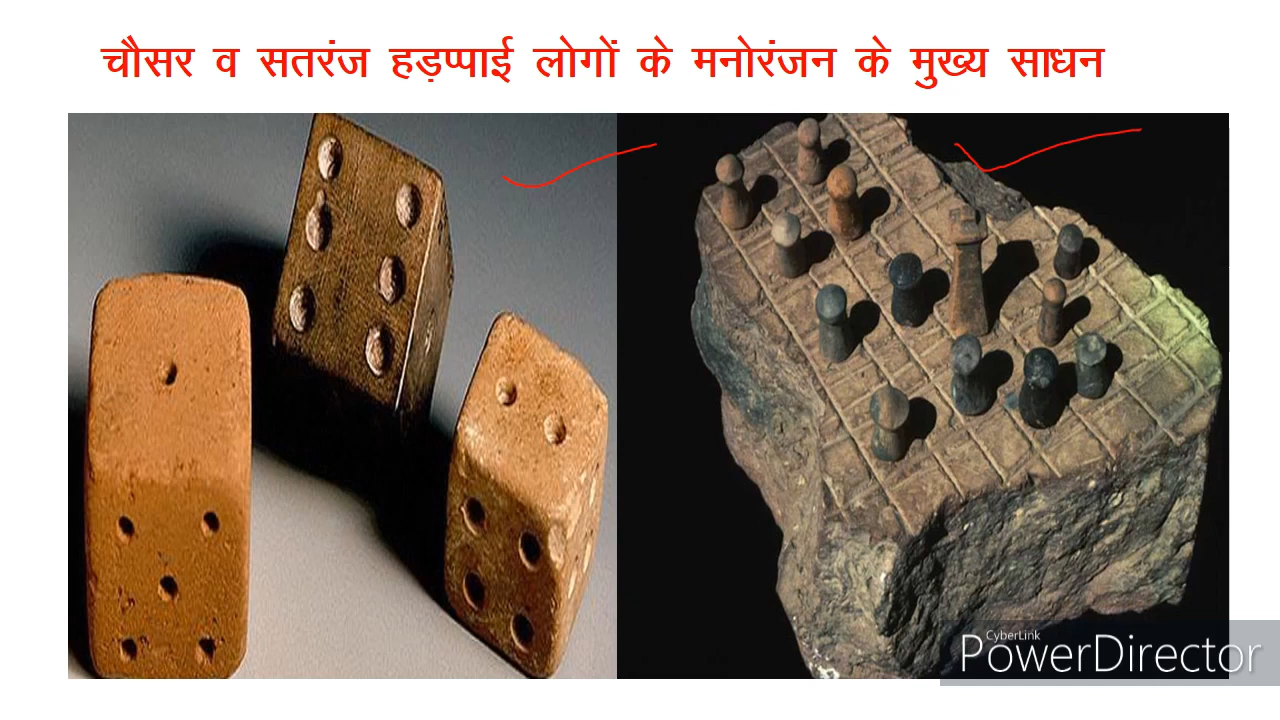 चौसर व सतरंज हड़प्पाई लोगों के मनोरंजन के मुख्य साधन
CyberLink
PowerDirector